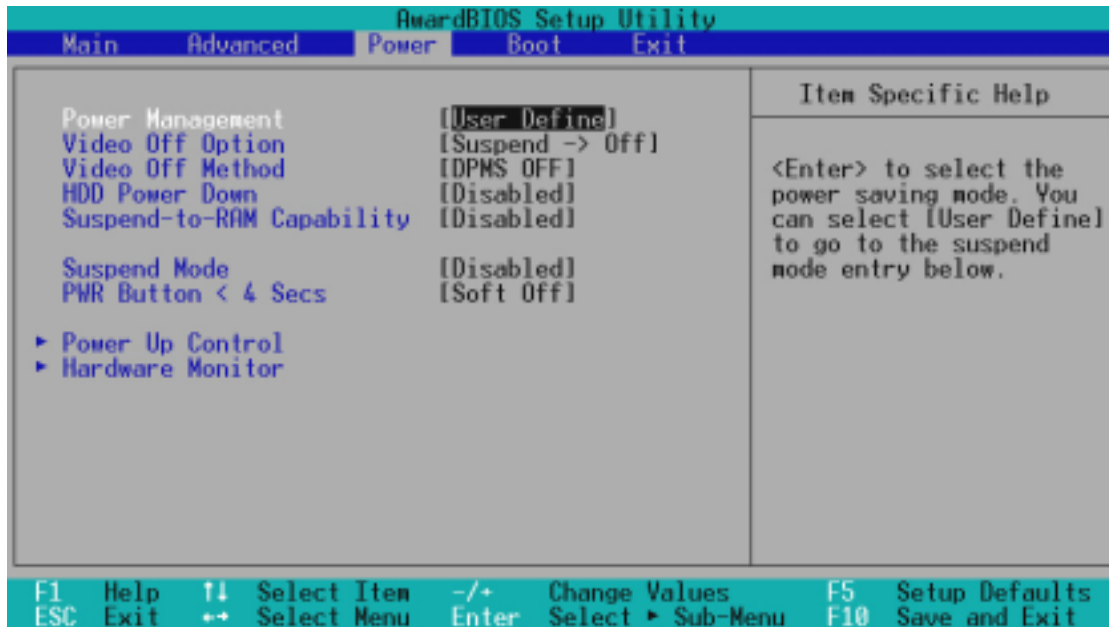 AwardBIOS Setup Utility
Main Advanced Power Boot Exit
Power Management [User Define]
Video Off Option [Suspend -> Off]
Video Off Method [DPMS OFF]
HDD Power Down [Disabled]
Suspend-to-RAM Capability [Disabled]
Suspend Mode [Disabled]
PWR Button < 4 Secs [Soft Off]
▸ Power Up Control
▸ Hardware Monitor
Item Specific Help
<Enter> to select the
power saving mode. You
can select [User Define]
to go to the suspend
mode entry below.
F1 Help ↑↓ Select Item -/+ Change Values F5 Setup Defaults
ESC Exit ←→ Select Menu Enter Select ▸ Sub-Menu F10 Save and Exit